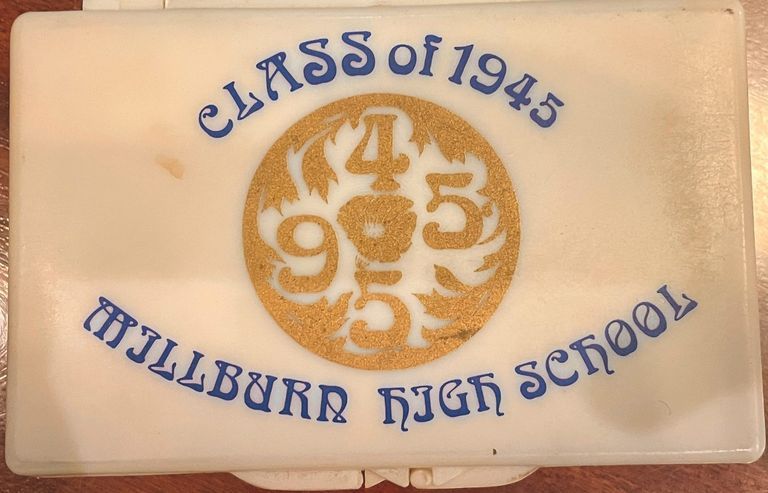 CLASS of 1945
4
9 5
5
MILLBURN HIGH SCHOOL